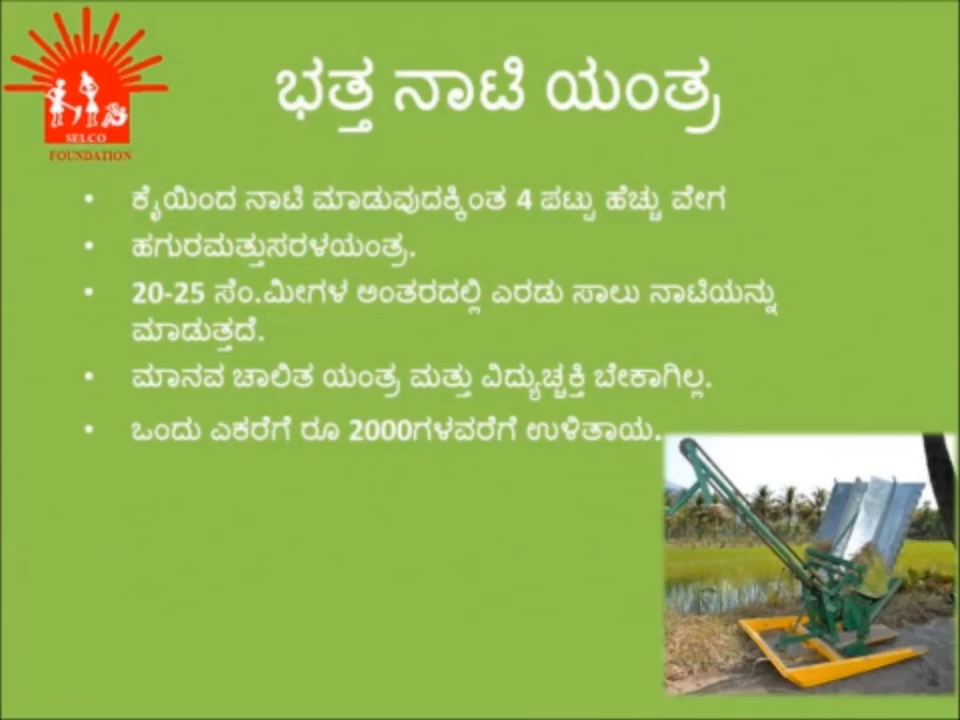 SELCO
FOUNDATION
ಭತ್ತ ನಾಟಿ ಯಂತ್ರ
• ಕೈಯಿಂದ ನಾಟಿ ಮಾಡುವುದಕ್ಕಿಂತ 4 ಪಟ್ಟು ಹೆಚ್ಚು ವೇಗ
• ಹಗುರಮತ್ತುಸರಳಯಂತ್ರ.
• 20-25 ಸೆಂ.ಮೀಗಳ ಅಂತರದಲ್ಲಿ ಎರಡು ಸಾಲು ನಾಟಿಯನ್ನು
ಮಾಡುತ್ತದೆ.
• ಮಾನವ ಚಾಲಿತ ಯಂತ್ರ ಮತ್ತು ವಿದ್ಯುಚ್ಚಕ್ತಿ ಬೇಕಾಗಿಲ್ಲ.
• ಒಂದು ಎಕರೆಗೆ ರೂ 2000ಗಳವರೆಗೆ ಉಳಿತಾಯ.